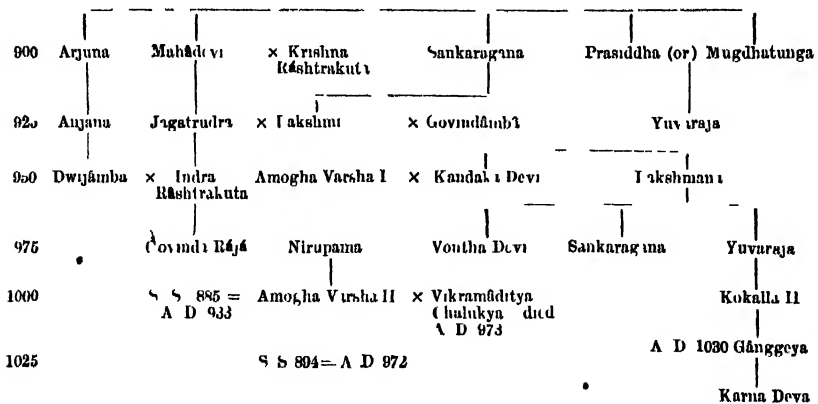 900 Arjuna Mahâdevi × Krishna Sankaragana Prasiddha (or) Mugdhatunga
Râshtrakuta
925 Anjana Jagatrudra × Lakshmi × Govindâmbâ Yuvaraja
950 Dwijâmba × Indra Amogha Varsha I × Kandaka Devi Lakshmana
Râshtrakuta
975 Govinda Râjâ Nirupama Vontha Devi Sankaragana Yuvaraja
1000 S S 885 = Amogha Varsha II × Vikramâditya Kokalla II
A D 933 Chalukya died
A D 973
A D 1030 Gânggeya
1025 S S 894 = A D 972
Karna Deva